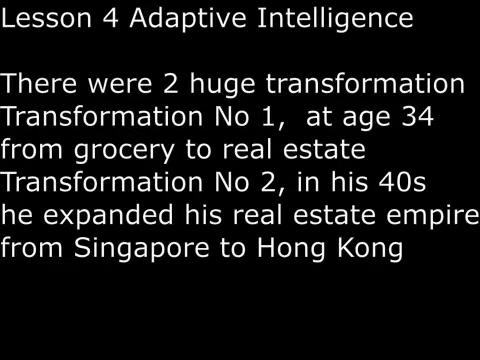 Lesson 4 Adaptive Intelligence
There were 2 huge transformation
Transformation No 1,  at age 34
from grocery to real estate
Transformation No 2, in his 40s
he expanded his real estate empire
from Singapore to Hong Kong